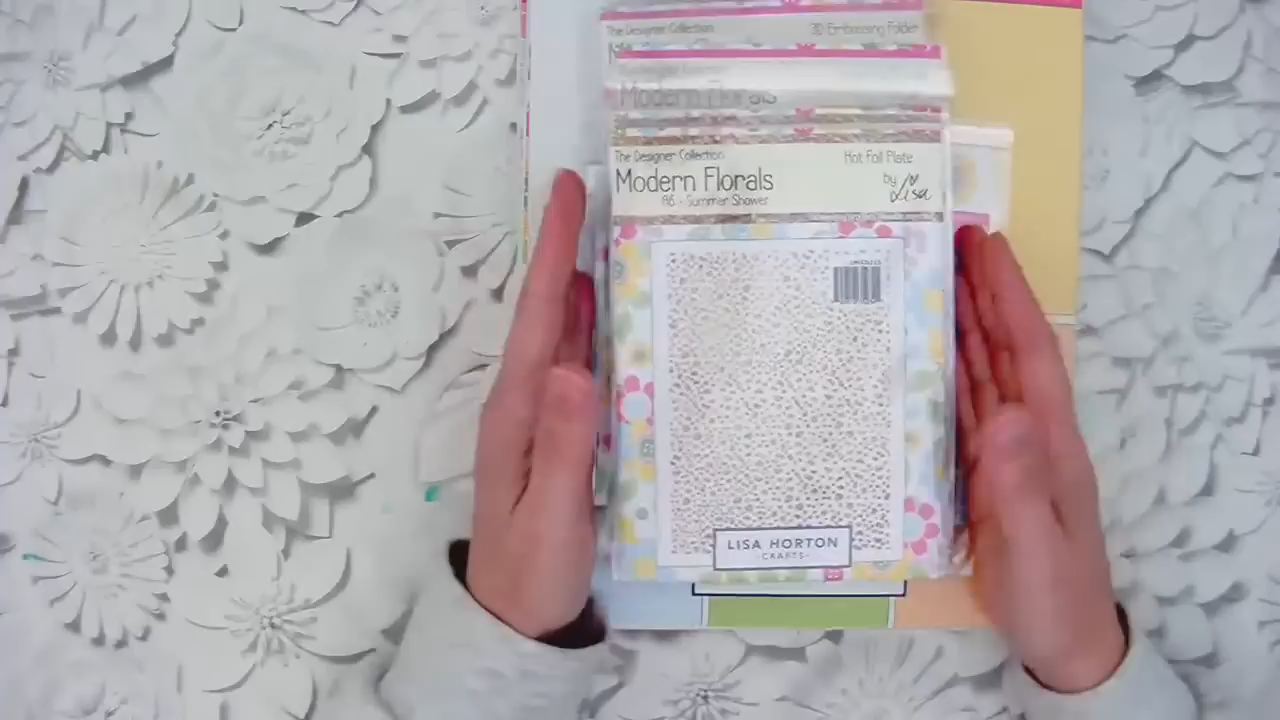 The Designer Collection 3D Embossing Folder
Modern Florals
The Designer Collection Hot Foil Plate
Modern Florals by Lisa
A6 - Summer Shower
LISA HORTON
-CRAFTS-